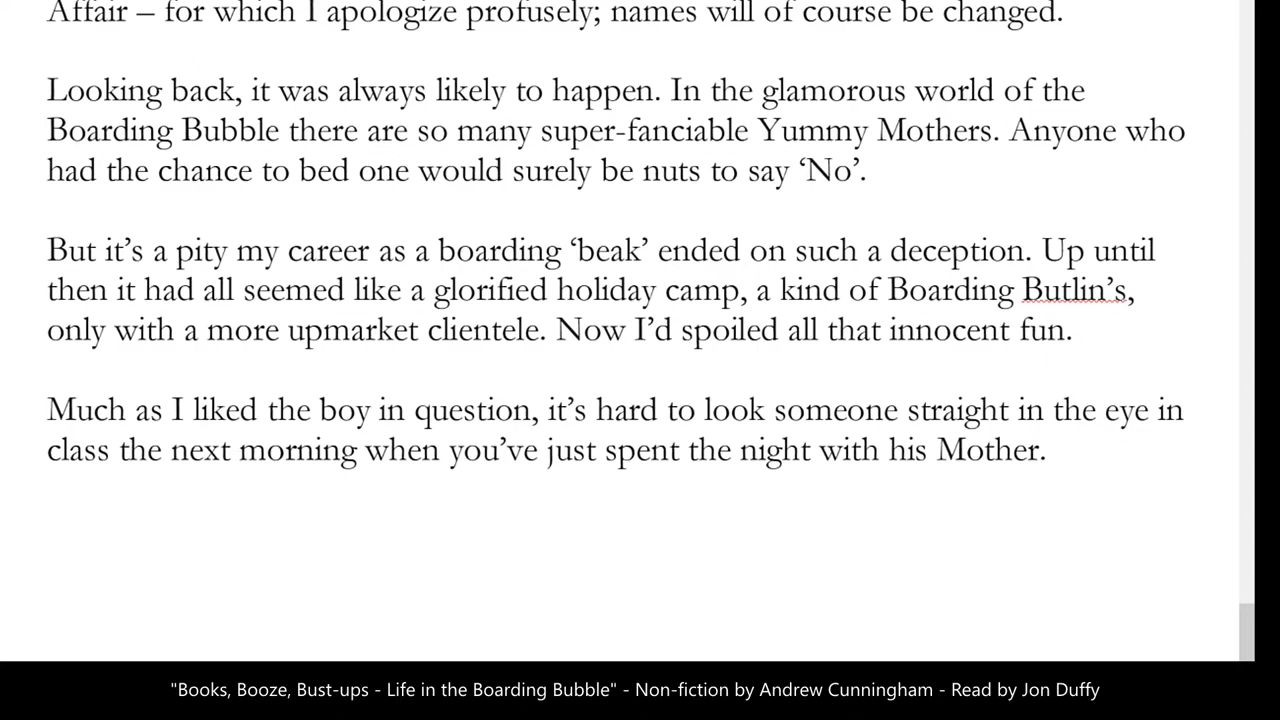 Affair – for which I apologize profusely; names will of course be changed.
Looking back, it was always likely to happen. In the glamorous world of the
Boarding Bubble there are so many super-fanciable Yummy Mothers. Anyone who
had the chance to bed one would surely be nuts to say ‘No’.
But it’s a pity my career as a boarding ‘beak’ ended on such a deception. Up until
then it had all seemed like a glorified holiday camp, a kind of Boarding Butlin’s,
only with a more upmarket clientele. Now I’d spoiled all that innocent fun.
Much as I liked the boy in question, it’s hard to look someone straight in the eye in
class the next morning when you’ve just spent the night with his Mother.
"Books, Booze, Bust-ups - Life in the Boarding Bubble" - Non-fiction by Andrew Cunningham - Read by Jon Duffy